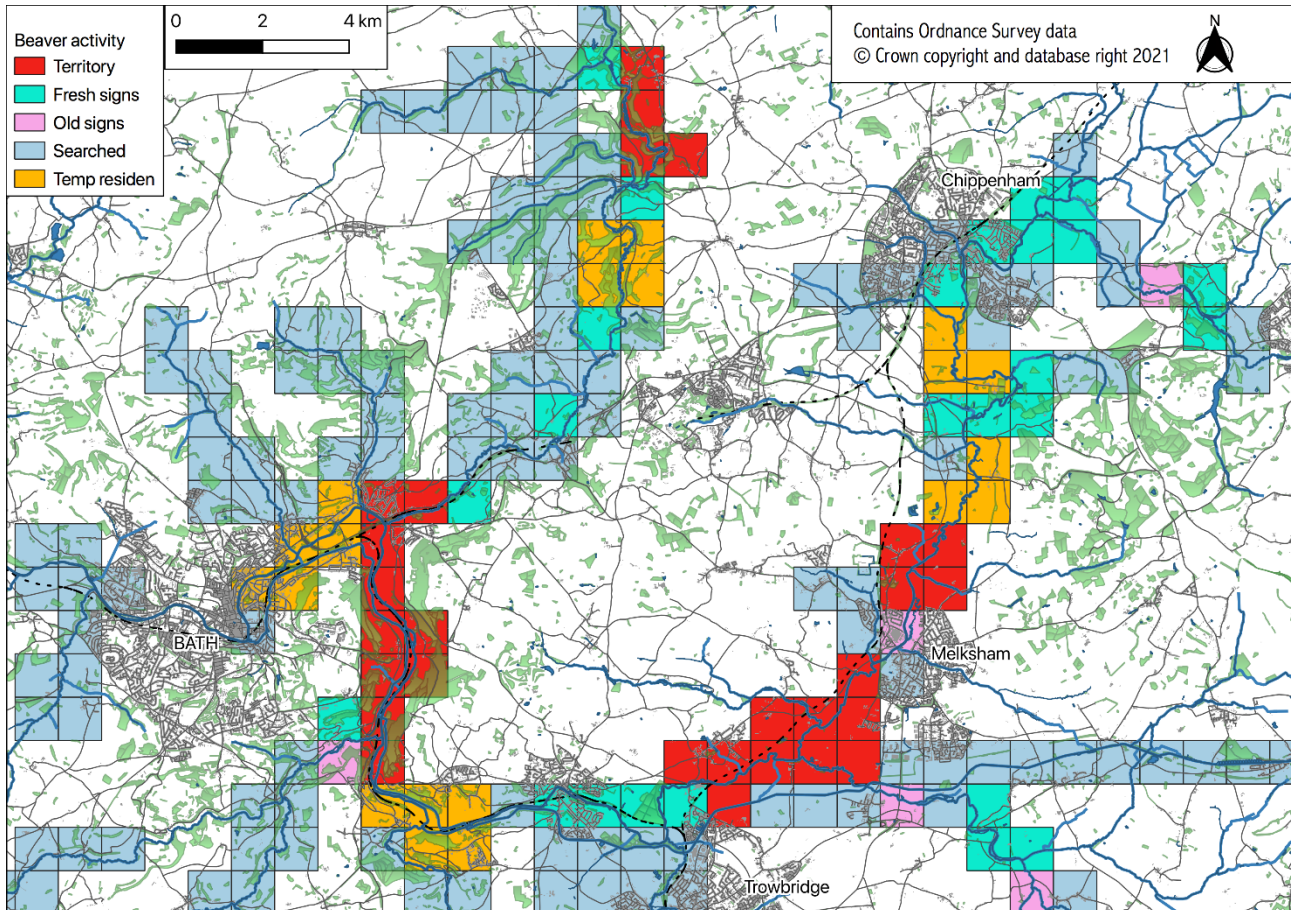 0 2 4 km
Beaver activity
Territory
Fresh signs
Old signs
Searched
Temp residen
Contains Ordnance Survey data
© Crown copyright and database right 2021
N
Chippenham
BATH
Melksham
Trowbridge